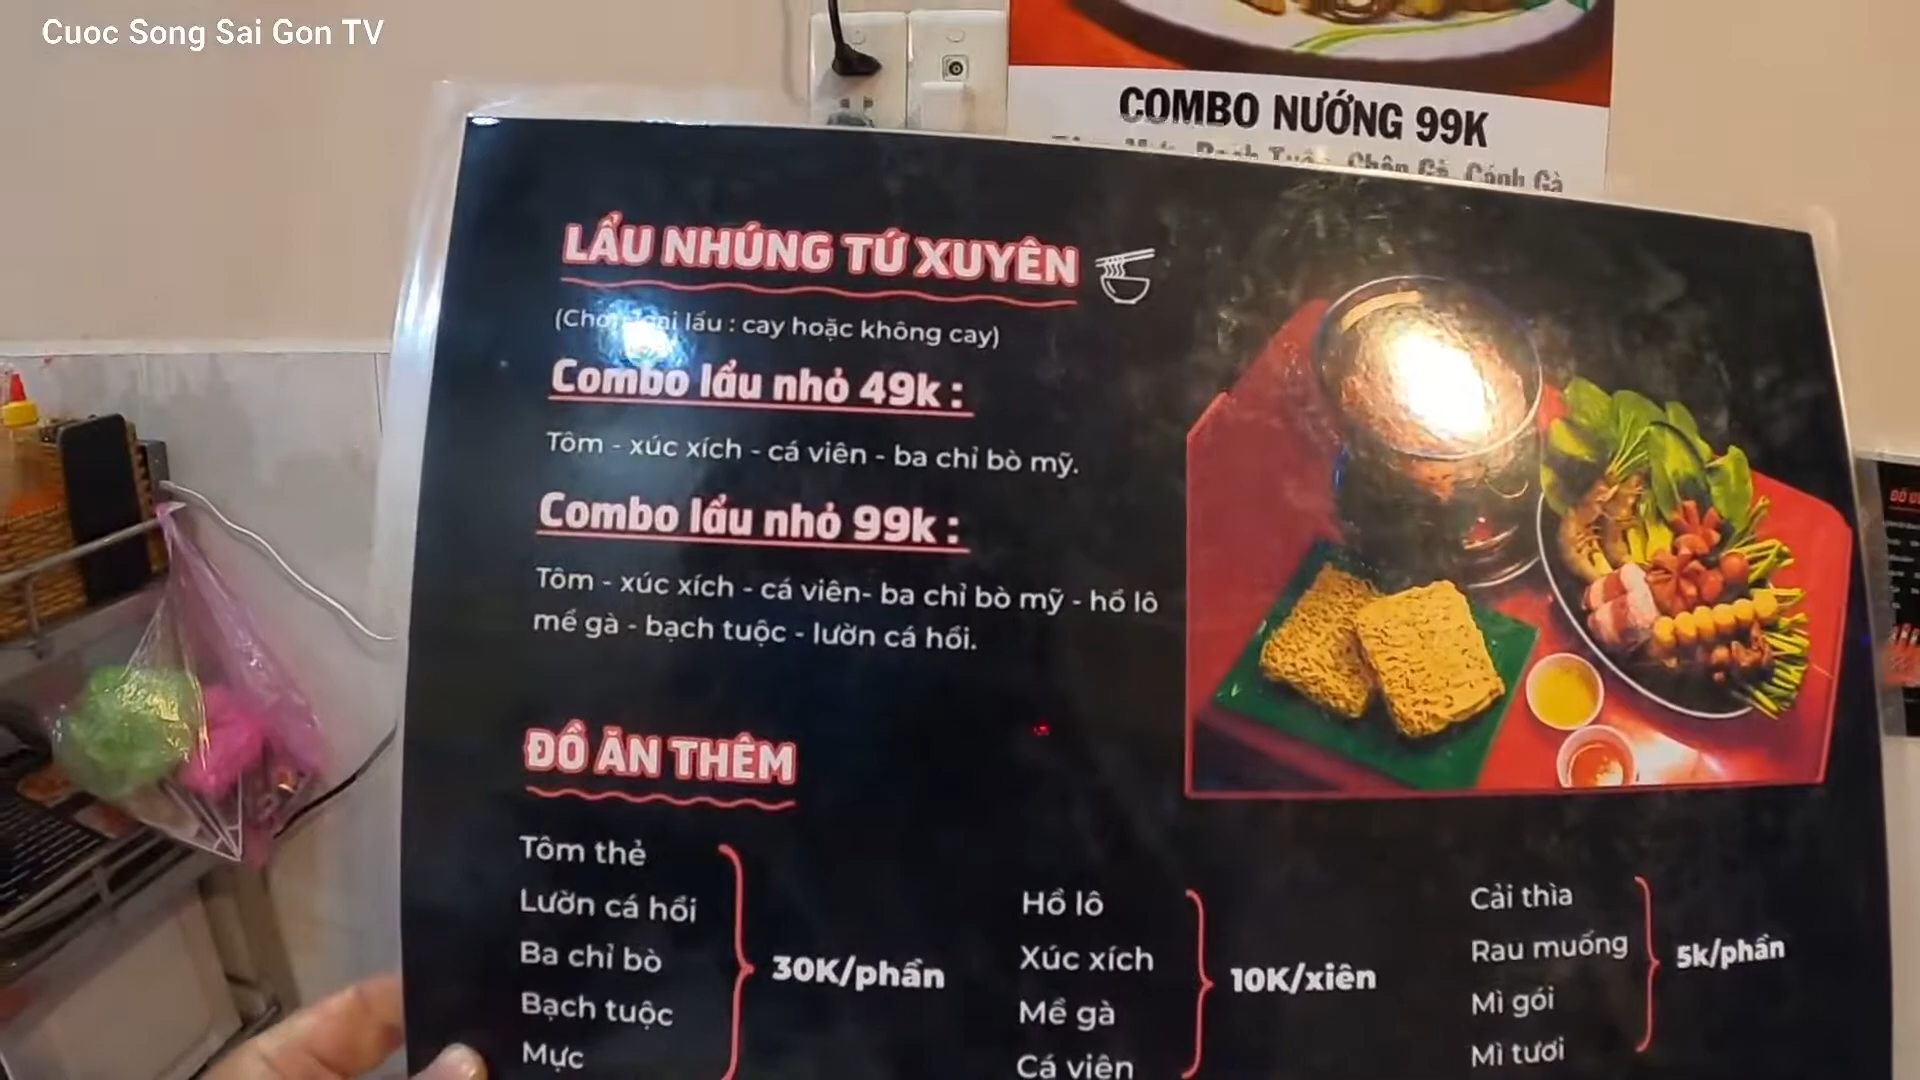 Cuoc Song Sai Gon TV
COMBO NƯỚNG 99K
Chân Gà, Cánh Gà
LẨU NHÚNG TỨ XUYÊN
lẩu : cay hoặc không cay)
Combo lẩu nhỏ 49k :
Tôm - xúc xích - cá viên - ba chỉ bò mỹ.
Combo lẩu nhỏ 99k :
Tôm - xúc xích - cá viên- ba chỉ bò mỹ - hồ lô
mề gà - bạch tuộc - lườn cá hồi.
ĐỒ ĂN THÊM
Tôm thẻ
Lườn cá hồi
Ba chỉ bò
Bạch tuộc
Mực
30K/phần
Hồ lô
Xúc xích
Mề gà
Cá viên
10K/xiên
Cải thìa
Rau muống
Mì gói
Mì tươi
5k/phần